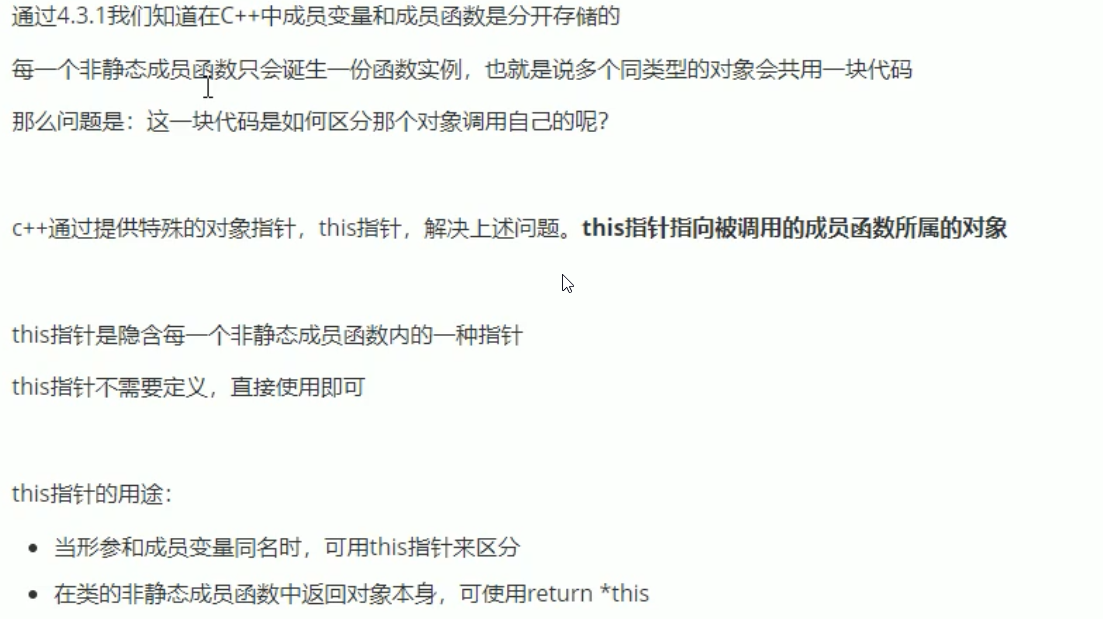 通过4.3.1我们知道在C++中成员变量和成员函数是分开存储的
每一个非静态成员函数只会诞生一份函数实例，也就是说多个同类型的对象会共用一块代码
那么问题是：这一块代码是如何区分那个对象调用自己的呢？
c++通过提供特殊的对象指针，this指针，解决上述问题。this指针指向被调用的成员函数所属的对象
this指针是隐含每一个非静态成员函数内的一种指针
this指针不需要定义，直接使用即可
this指针的用途：
• 当形参和成员变量同名时，可用this指针来区分
• 在类的非静态成员函数中返回对象本身，可使用return *this